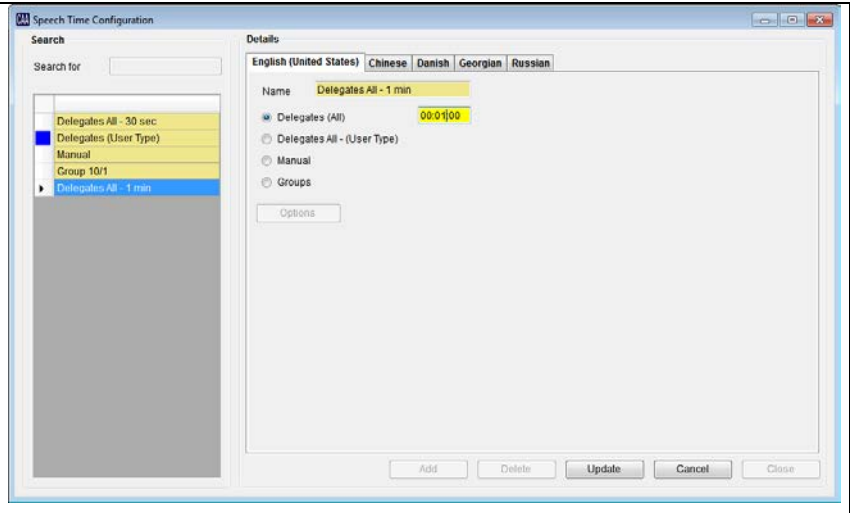 CAA Speech Time Configuration
Search
Search for
Delegates All - 30 sec
Delegates (User Type)
Manual
Group 10/1
Delegates All - 1 min
Details
English (United States) Chinese Danish Georgian Russian
Name Delegates All - 1 min
Delegates (All) 00:01:00
Delegates All - (User Type)
Manual
Groups
Options
Add Delete Update Cancel Close